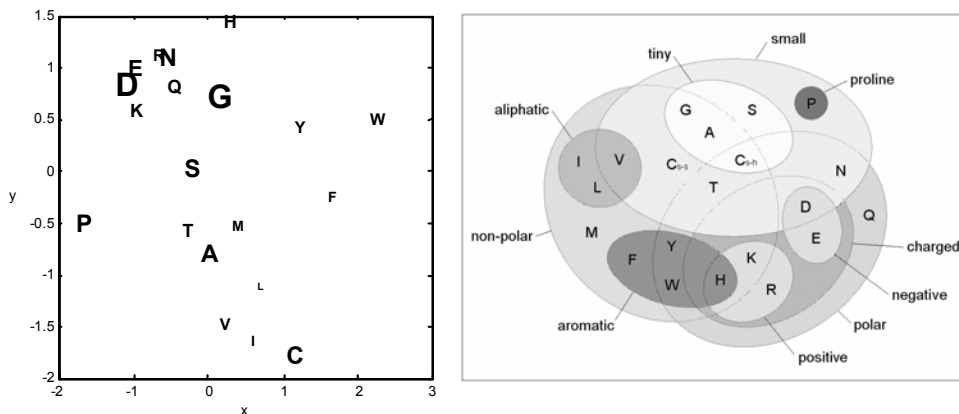 1.5
1
0.5
0
-0.5
-1
-1.5
-2
y
-2 -1 0 1 2 3
x
H
R N
E
D Q
K
G
Y W
S
F
P
T M
A
L
V
I
C
small
tiny
proline
aliphatic
G S P
A
I V Cs-s Cs-h
L T N
D Q
non-polar M Y E charged
F K
W H R negative
aromatic polar
positive